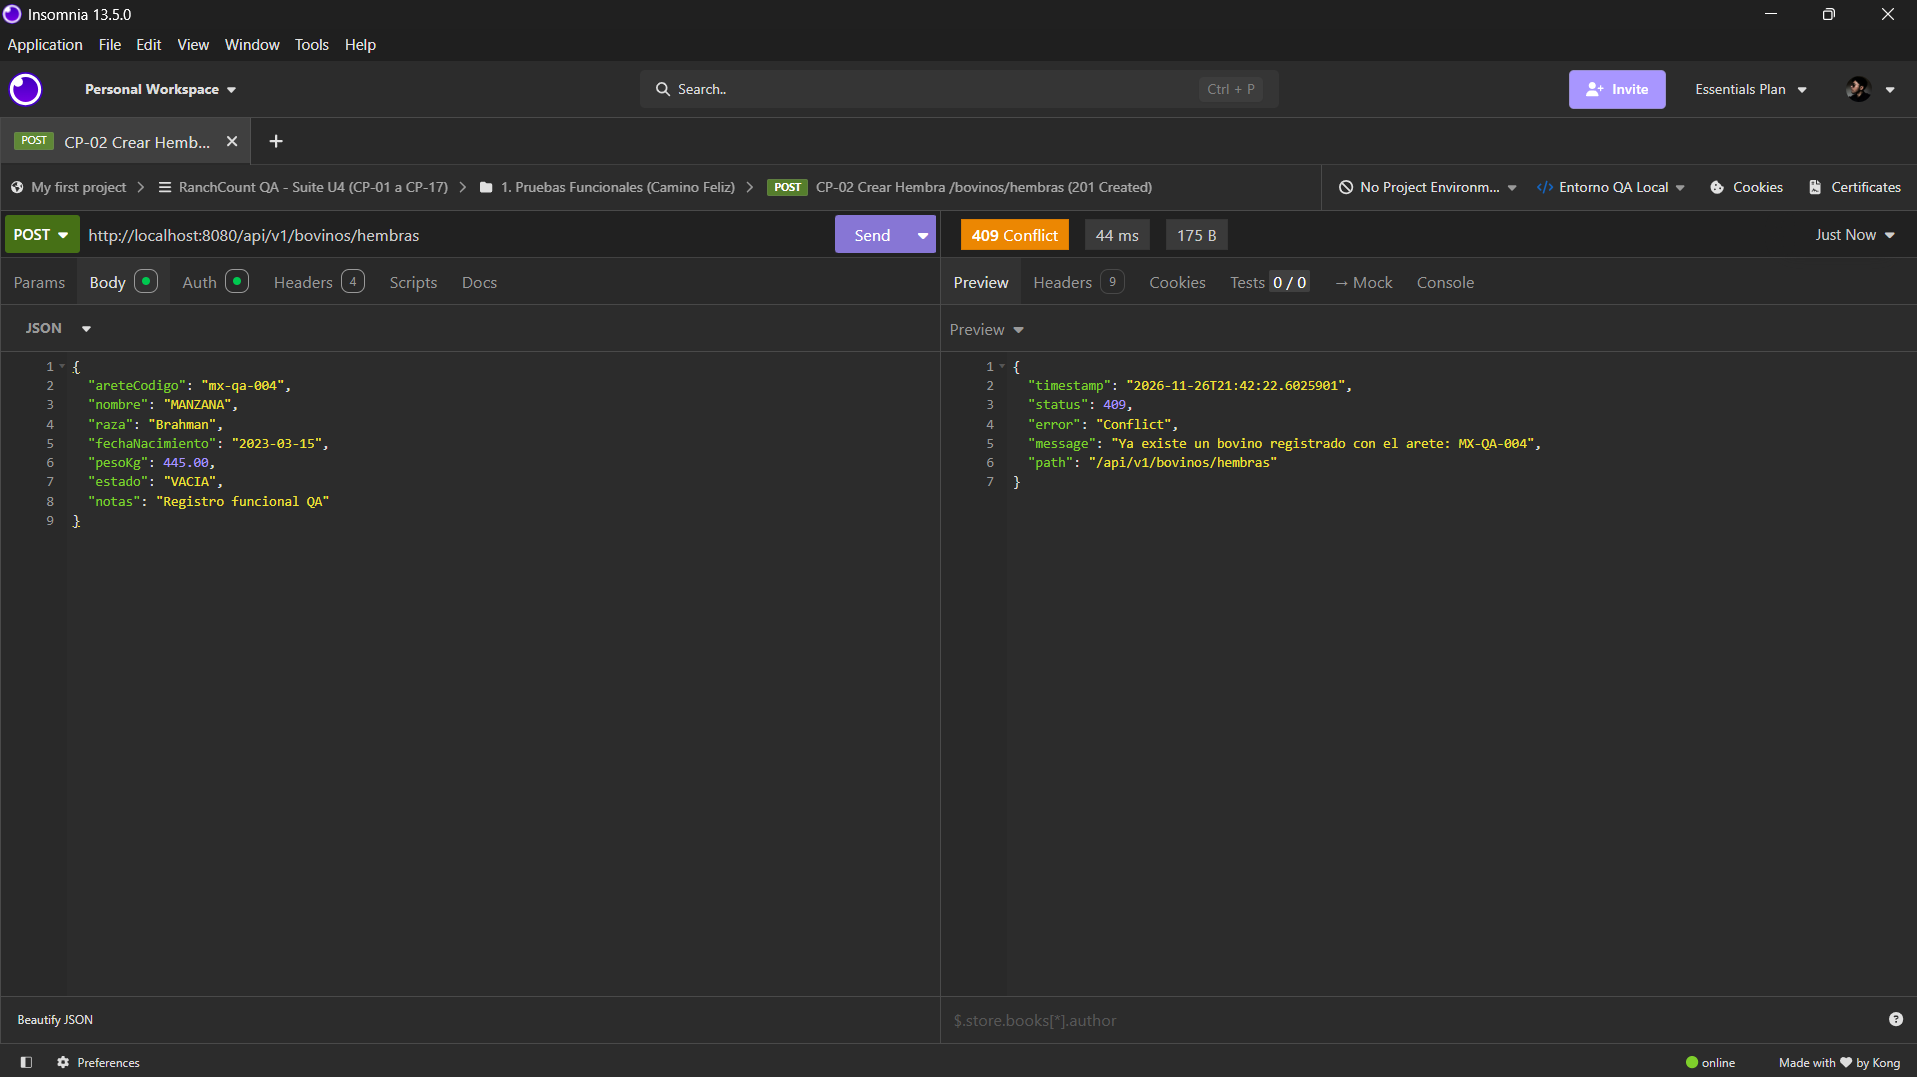 Insomnia 13.5.0
Application File Edit View Window Tools Help
Personal Workspace
Search..
Ctrl + P
Invite
Essentials Plan
POST CP-02 Crear Hemb...
My first project
RanchCount QA - Suite U4 (CP-01 a CP-17)
1. Pruebas Funcionales (Camino Feliz)
POST CP-02 Crear Hembra /bovinos/hembras (201 Created)
No Project Environm...
Entorno QA Local
Cookies
Certificates
POST http://localhost:8080/api/v1/bovinos/hembras
Send
409 Conflict
44 ms
175 B
Just Now
Params Body Auth Headers 4 Scripts Docs
Preview Headers 9 Cookies Tests 0 / 0 → Mock Console
JSON
Preview
1 {
2 "areteCodigo": "mx-qa-004",
3 "nombre": "MANZANA",
4 "raza": "Brahman",
5 "fechaNacimiento": "2023-03-15",
6 "pesoKg": 445.00,
7 "estado": "VACIA",
8 "notas": "Registro funcional QA"
9 }
1 {
2 "timestamp": "2026-11-26T21:42:22.6025901",
3 "status": 409,
4 "error": "Conflict",
5 "message": "Ya existe un bovino registrado con el arete: MX-QA-004",
6 "path": "/api/v1/bovinos/hembras"
7 }
Beautify JSON
$.store.books[*].author
Preferences
online
Made with ♥ by Kong